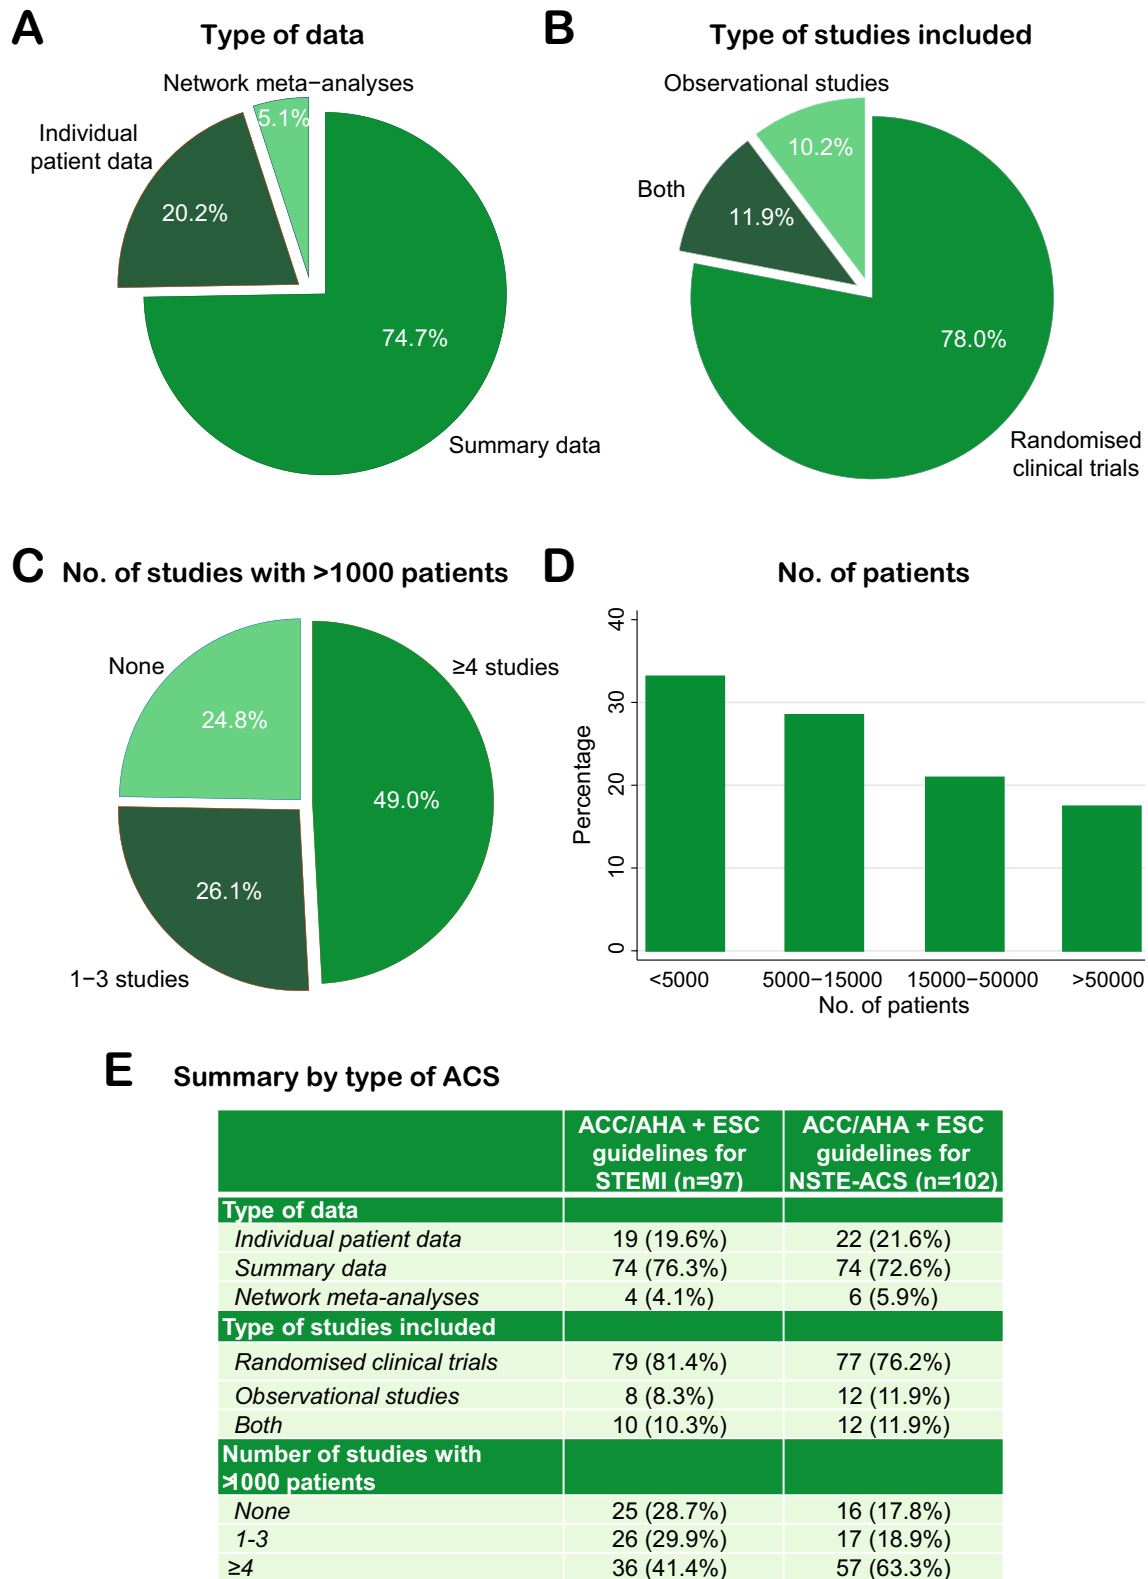 A Type of data
Network meta−analyses
5.1%
Individual
patient data
20.2%
74.7%
Summary data
B Type of studies included
Observational studies
10.2%
Both
11.9%
78.0%
Randomised
clinical trials
C No. of studies with >1000 patients
None
≥4 studies
24.8%
49.0%
26.1%
1−3 studies
D No. of patients
40
30
20
10
0
Percentage
<5000 5000−15000 15000−50000 >50000
No. of patients
E Summary by type of ACS
ACC/AHA + ESC
guidelines for
STEMI (n=97)
ACC/AHA + ESC
guidelines for
NSTE-ACS (n=102)
Type of data
Individual patient data 19 (19.6%) 22 (21.6%)
Summary data 74 (76.3%) 74 (72.6%)
Network meta-analyses 4 (4.1%) 6 (5.9%)
Type of studies included
Randomised clinical trials 79 (81.4%) 77 (76.2%)
Observational studies 8 (8.3%) 12 (11.9%)
Both 10 (10.3%) 12 (11.9%)
Number of studies with
>1000 patients
None 25 (28.7%) 16 (17.8%)
1-3 26 (29.9%) 17 (18.9%)
≥4 36 (41.4%) 57 (63.3%)